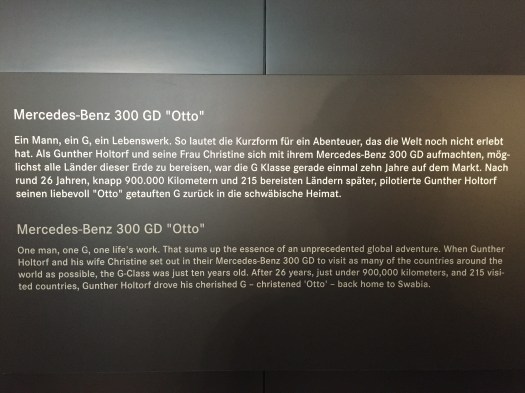 Mercedes-Benz 300 GD "Otto"
Ein Mann, ein G, ein Lebenswerk. So lautet die Kurzform für ein Abenteuer, das die Welt noch nicht erlebt
hat. Als Gunther Holtorf und seine Frau Christine sich mit ihrem Mercedes-Benz 300 GD aufmachten, mög-
lichst alle Länder dieser Erde zu bereisen, war die G Klasse gerade einmal zehn Jahre auf dem Markt. Nach
rund 26 Jahren, knapp 900.000 Kilometern und 215 bereisten Ländern später, pilotierte Gunther Holtorf
seinen liebevoll "Otto" getauften G zurück in die schwäbische Heimat.
Mercedes-Benz 300 GD "Otto"
One man, one G, one life's work. That sums up the essence of an unprecedented global adventure. When Gunther
Holtorf and his wife Christine set out in their Mercedes-Benz 300 GD to visit as many of the countries around the
world as possible, the G-Class was just ten years old. After 26 years, just under 900,000 kilometers, and 215 visi-
ted countries, Gunther Holtorf drove his cherished G – christened 'Otto' – back home to Swabia.